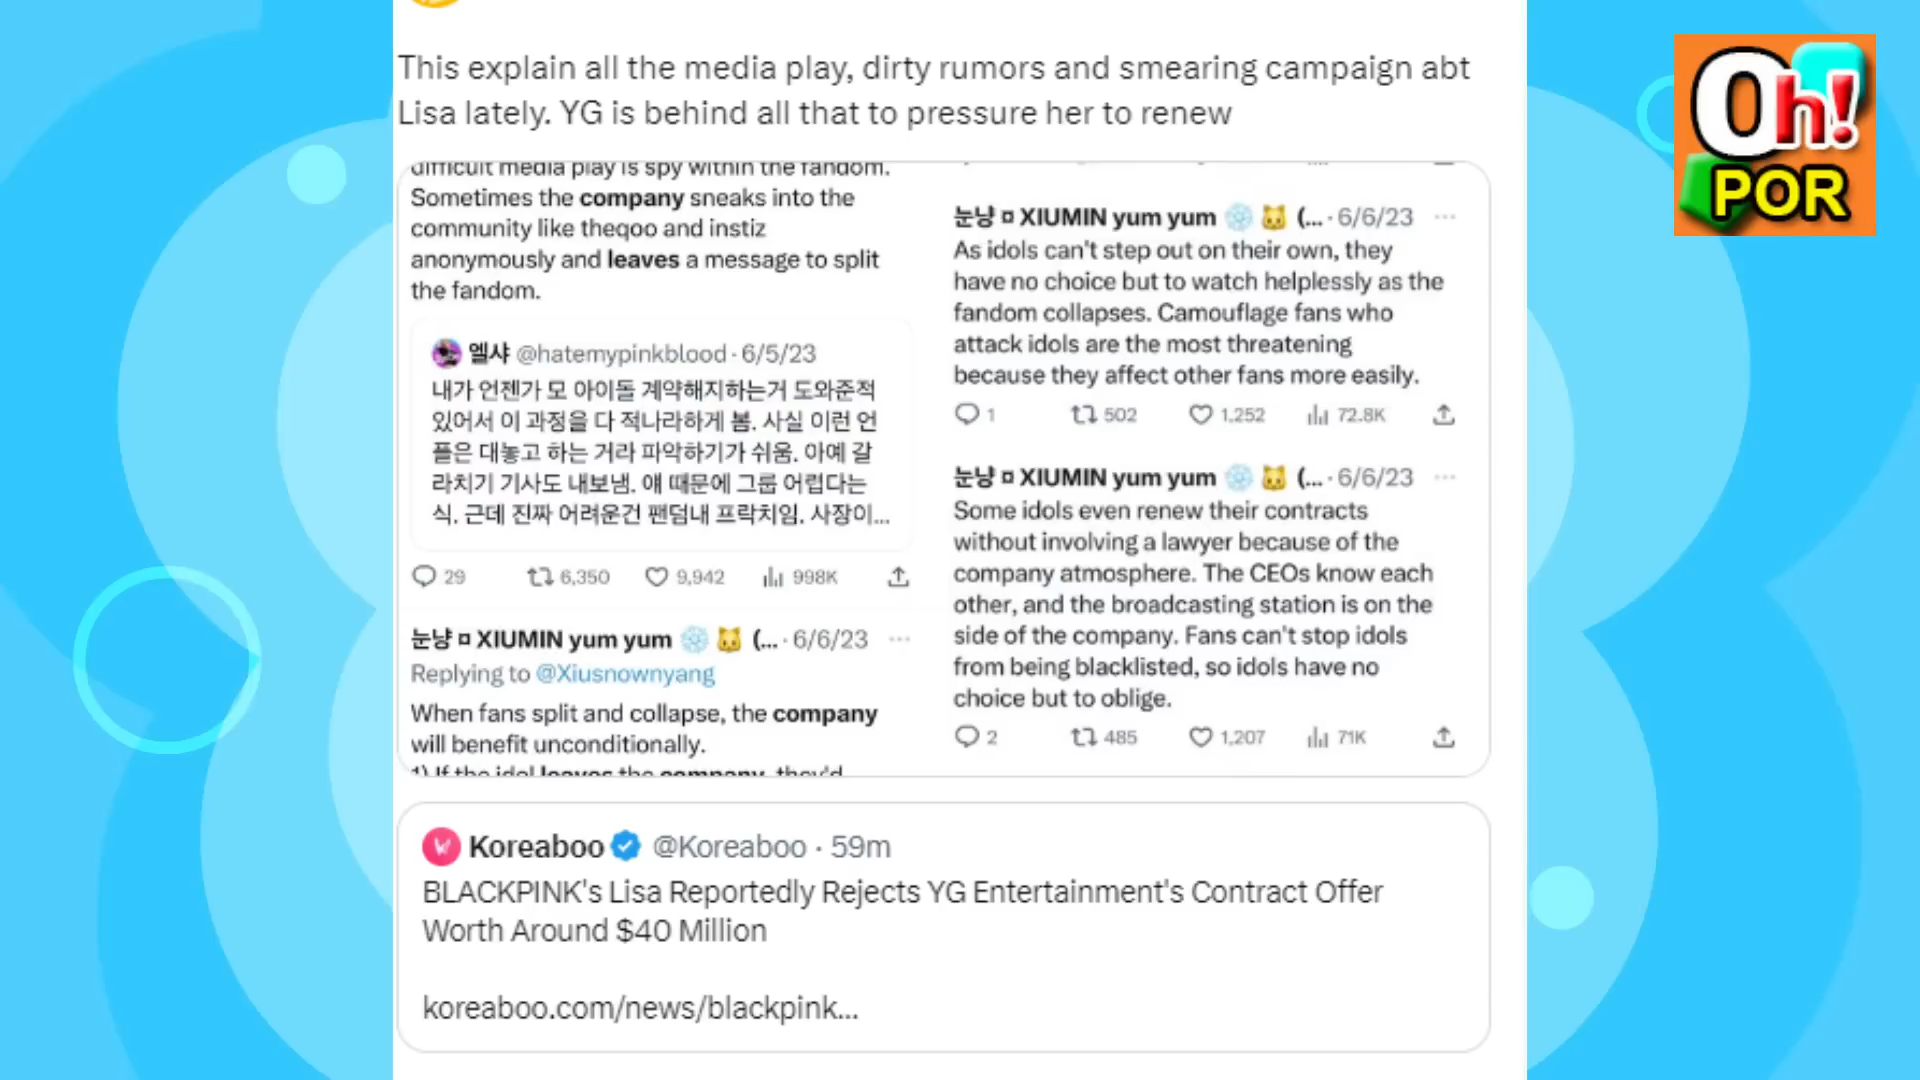 This explain all the media play, dirty rumors and smearing campaign abt
Lisa lately. YG is behind all that to pressure her to renew
difficult media play is spy within the fandom.
Sometimes the company sneaks into the
community like theqoo and instiz
anonymously and leaves a message to split
the fandom.
엘샤 @hatemypinkblood · 6/5/23
내가 언젠가 모 아이돌 계약해지하는거 도와준적
있어서 이 과정을 다 적나라하게 봄. 사실 이런 언
플은 대놓고 하는 거라 파악하기가 쉬움. 아예 갈
라치기 기사도 내보냄. 얘 때문에 그룹 어렵다는
식. 근데 진짜 어려운건 팬덤내 프락치임. 사장이...
29 6,350 9,942 998K
눈냥 ㅁ XIUMIN yum yum (... · 6/6/23
Replying to @Xiusnownyang
When fans split and collapse, the company
will benefit unconditionally.
1) If the idol leaves the company, they'd
눈냥 ㅁ XIUMIN yum yum (... · 6/6/23
As idols can't step out on their own, they
have no choice but to watch helplessly as the
fandom collapses. Camouflage fans who
attack idols are the most threatening
because they affect other fans more easily.
1 502 1,252 72.8K
눈냥 ㅁ XIUMIN yum yum (... · 6/6/23
Some idols even renew their contracts
without involving a lawyer because of the
company atmosphere. The CEOs know each
other, and the broadcasting station is on the
side of the company. Fans can't stop idols
from being blacklisted, so idols have no
choice but to oblige.
2 485 1,207 71K
Koreaboo @Koreaboo · 59m
BLACKPINK's Lisa Reportedly Rejects YG Entertainment's Contract Offer
Worth Around $40 Million
koreaboo.com/news/blackpink...
Oh!
POR